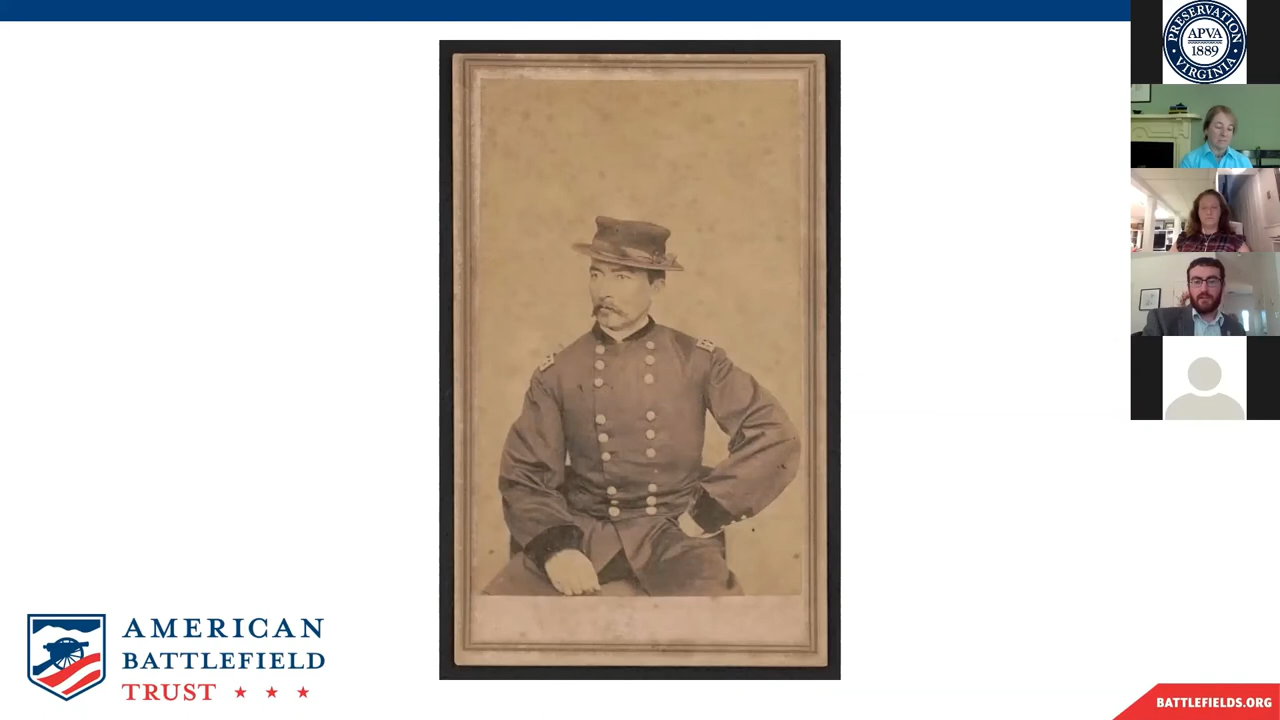 PRESERVATION
APVA
1889
VIRGINIA
AMERICAN
BATTLEFIELD
TRUST
BATTLEFIELDS.ORG